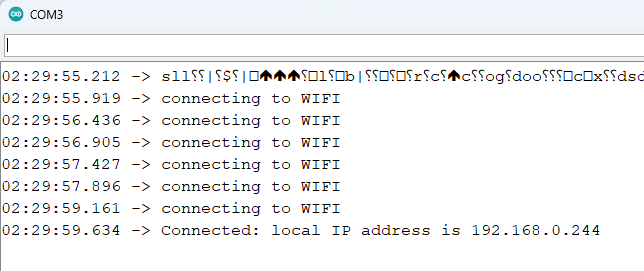 COM3
02:29:55.212 -> sll⸮⸮|⸮$⸮|□🡹🡹🡹⸮□l⸮□b|⸮⸮□⸮□⸮r⸮c⸮🡹c⸮⸮og⸮doo⸮⸮⸮□c□x⸮⸮dsd
02:29:55.919 -> connecting to WIFI
02:29:56.436 -> connecting to WIFI
02:29:56.905 -> connecting to WIFI
02:29:57.427 -> connecting to WIFI
02:29:57.896 -> connecting to WIFI
02:29:59.161 -> connecting to WIFI
02:29:59.634 -> Connected: local IP address is 192.168.0.244